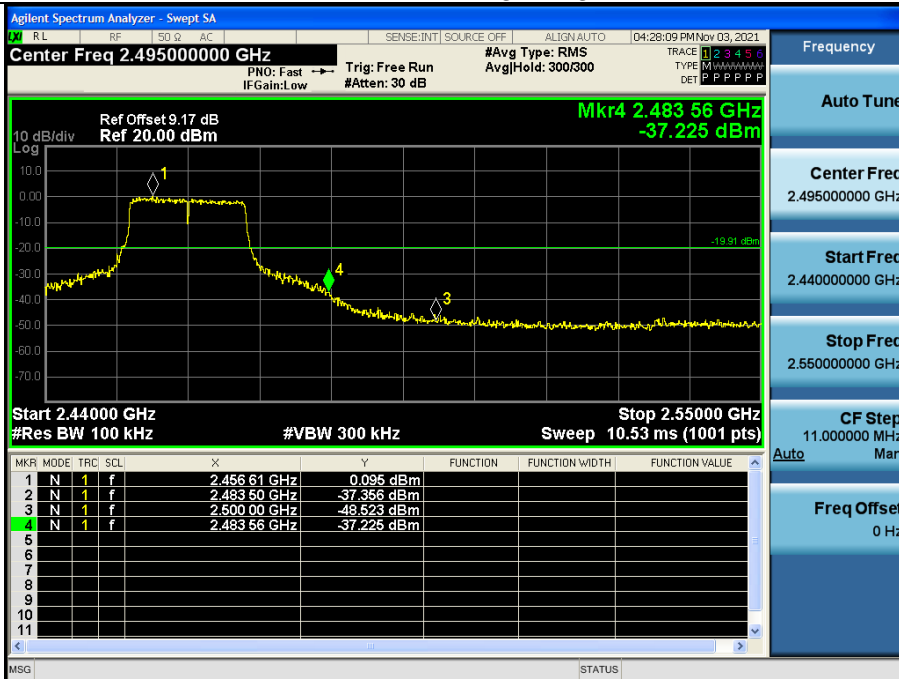 Agilent Spectrum Analyzer - Swept SA
LXI RL RF 50 Ω AC SENSE:INT SOURCE OFF ALIGN AUTO 04:28:09 PM Nov 03, 2021
Center Freq 2.495000000 GHz
PNO: Fast
IFGain:Low
Trig: Free Run
#Atten: 30 dB
#Avg Type: RMS
Avg|Hold: 300/300
TRACE 1 2 3 4 5 6
TYPE M
DET P P P P P P
Mkr4 2.483 56 GHz
-37.225 dBm
Ref Offset 9.17 dB
10 dB/div Ref 20.00 dBm
Log
10.0
0.00
-10.0
-20.0
-30.0
-40.0
-50.0
-60.0
-70.0
1
4
3
-19.91 dBm
Start 2.44000 GHz Stop 2.55000 GHz
#Res BW 100 kHz #VBW 300 kHz Sweep 10.53 ms (1001 pts)
MKR MODE TRC SCL X Y FUNCTION FUNCTION WIDTH FUNCTION VALUE
1 N 1 f 2.456 61 GHz 0.095 dBm
2 N 1 f 2.483 50 GHz -37.356 dBm
3 N 1 f 2.500 00 GHz -48.523 dBm
4 N 1 f 2.483 56 GHz -37.225 dBm
5
6
7
8
9
10
11
MSG STATUS
Frequency
Auto Tune
Center Freq
2.495000000 GHz
Start Freq
2.440000000 GHz
Stop Freq
2.550000000 GHz
CF Step
11.000000 MHz
Auto Man
Freq Offset
0 Hz